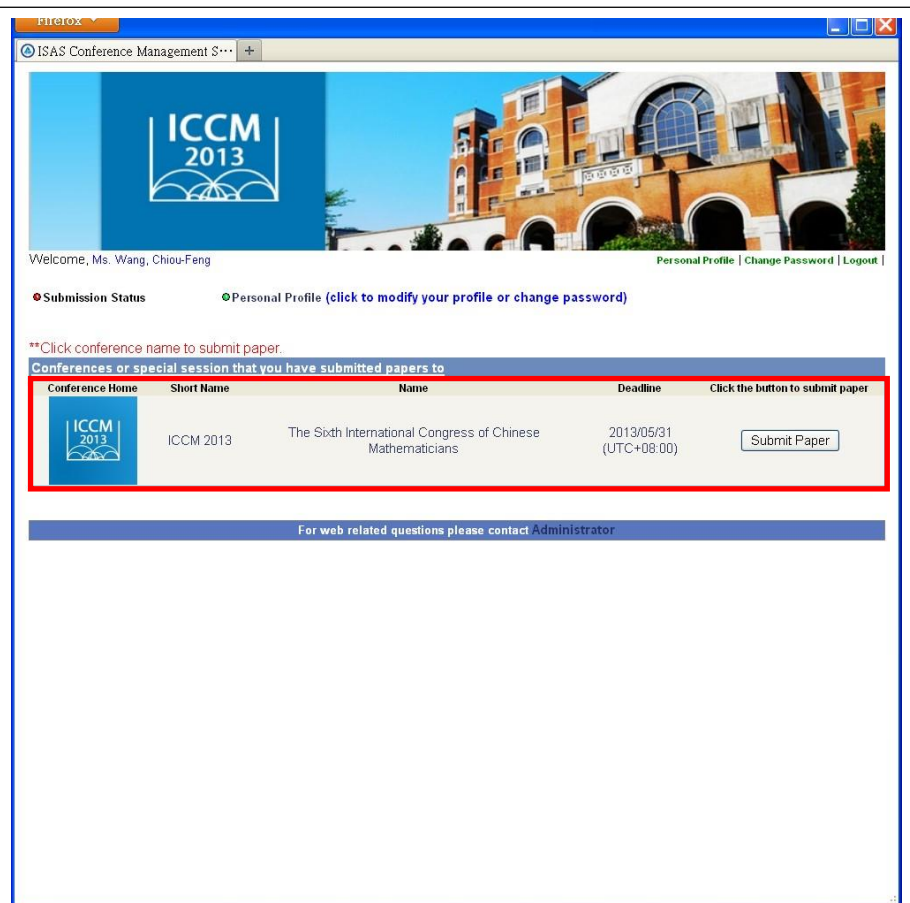 Firefox
ISAS Conference Management S··· +
ICCM
2013
Welcome, Ms. Wang, Chiou-Feng
Personal Profile | Change Password | Logout |
Submission Status
Personal Profile (click to modify your profile or change password)
**Click conference name to submit paper.
Conferences or special session that you have submitted papers to
Conference Home Short Name Name Deadline Click the button to submit paper
ICCM
2013
ICCM 2013
The Sixth International Congress of Chinese
Mathematicians
2013/05/31
(UTC+08:00)
Submit Paper
For web related questions please contact Administrator